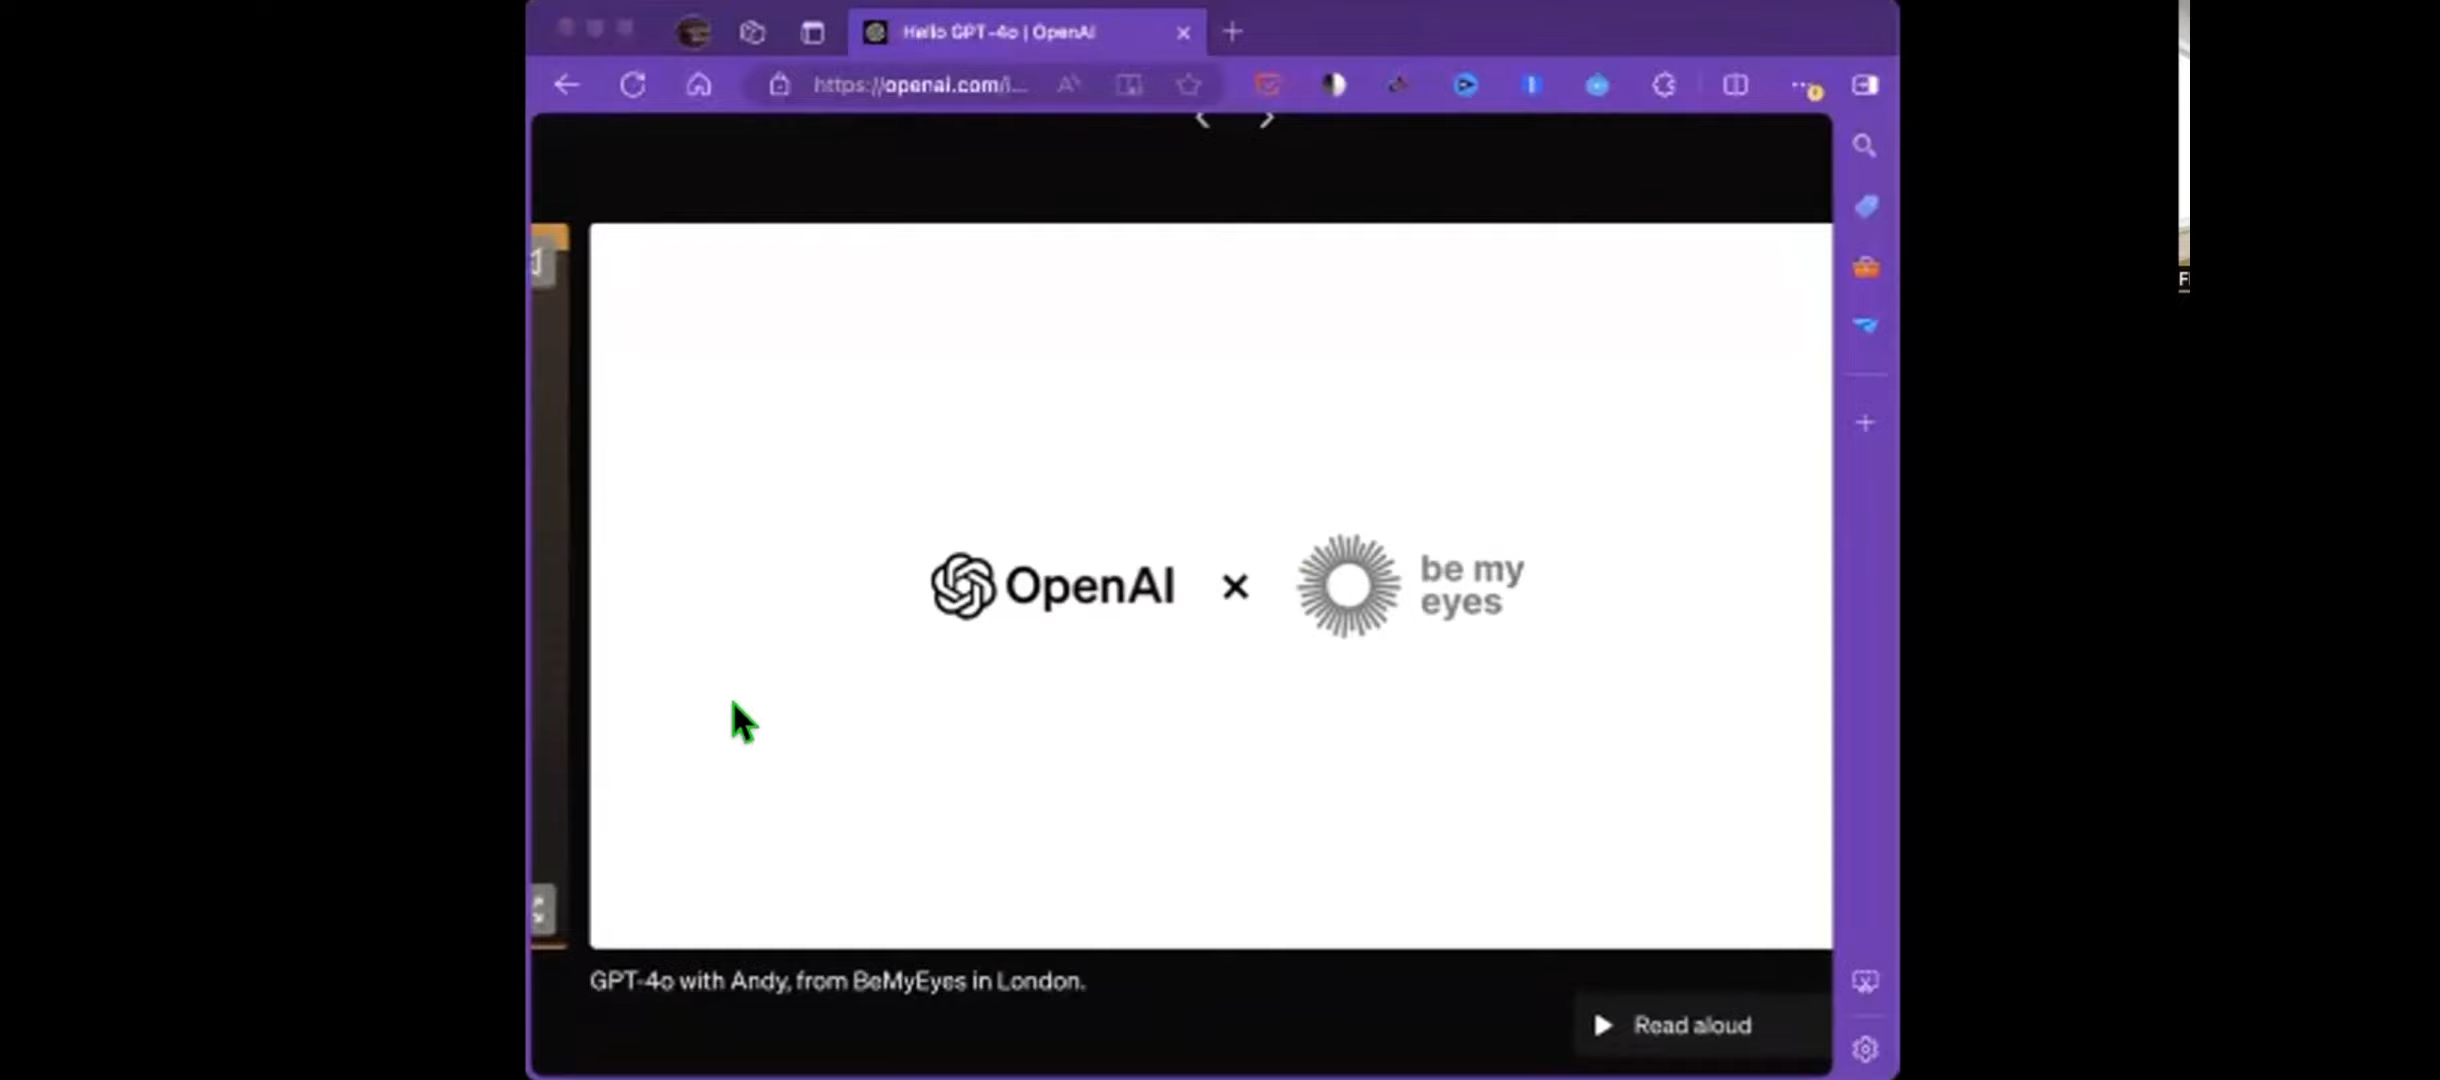 Hello GPT-4o | OpenAI
https://openai.com/i...
OpenAI × be my
eyes
GPT-4o with Andy, from BeMyEyes in London.
Read aloud